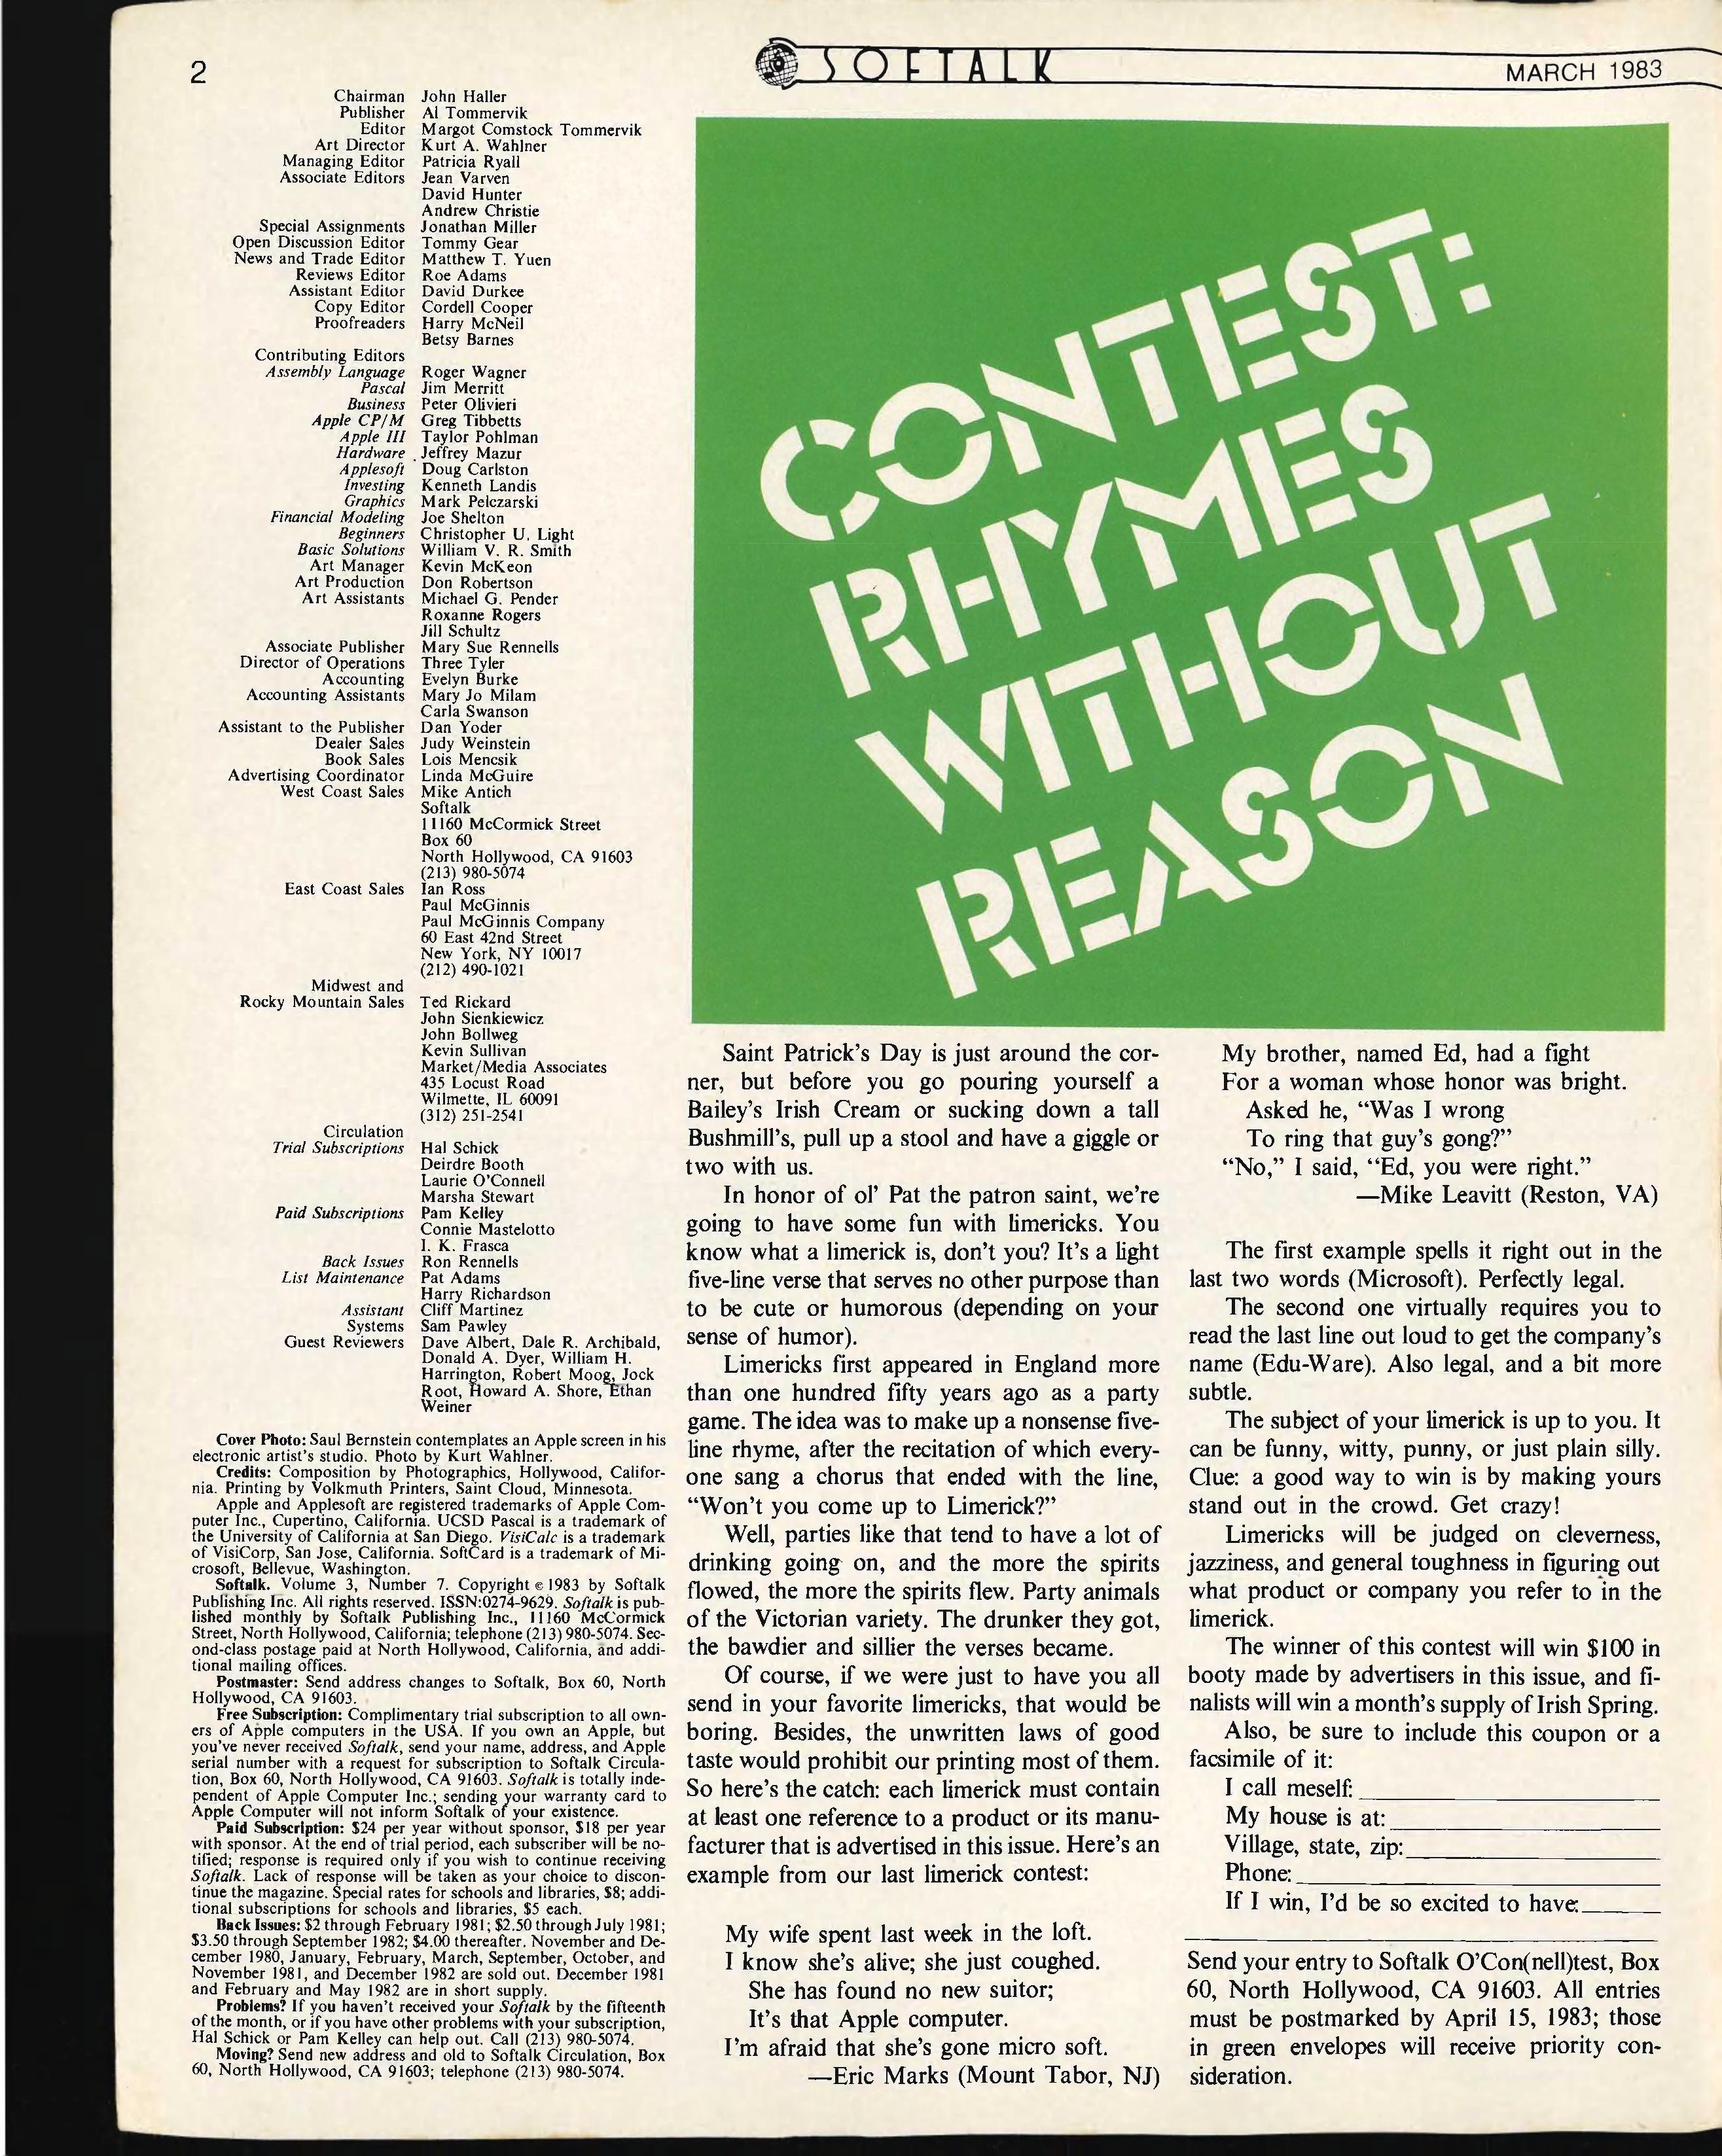 2
SOFTALK
MARCH 1983
Chairman John Haller
Publisher Al Tommervik
Editor Margot Comstock Tommervik
Art Director Kurt A. Wahlner
Managing Editor Patricia Ryall
Associate Editors Jean Varven
David Hunter
Andrew Christie
Special Assignments Jonathan Miller
Open Discussion Editor Tommy Gear
News and Trade Editor Matthew T. Yuen
Reviews Editor Roe Adams
Assistant Editor David Durkee
Copy Editor Cordell Cooper
Proofreaders Harry McNeil
Betsy Barnes
Contributing Editors
Assembly Language Roger Wagner
Pascal Jim Merritt
Business Peter Olivieri
Apple CP/M Greg Tibbetts
Apple III Taylor Pohlman
Hardware Jeffrey Mazur
Applesoft Doug Carlston
Investing Kenneth Landis
Graphics Mark Pelczarski
Financial Modeling Joe Shelton
Beginners Christopher U. Light
Basic Solutions William V. R. Smith
Art Manager Kevin McKeon
Art Production Don Robertson
Art Assistants Michael G. Pender
Roxanne Rogers
Jill Schultz
Associate Publisher Mary Sue Rennells
Director of Operations Three Tyler
Accounting Evelyn Burke
Accounting Assistants Mary Jo Milam
Carla Swanson
Assistant to the Publisher Dan Yoder
Dealer Sales Judy Weinstein
Book Sales Lois Mencsik
Advertising Coordinator Linda McGuire
West Coast Sales Mike Antich
Softalk
11160 McCormick Street
Box 60
North Hollywood, CA 91603
(213) 980-5074
East Coast Sales Ian Ross
Paul McGinnis
Paul McGinnis Company
60 East 42nd Street
New York, NY 10017
(212) 490-1021
Midwest and
Rocky Mountain Sales Ted Rickard
John Sienkiewicz
John Bollweg
Kevin Sullivan
Market/Media Associates
435 Locust Road
Wilmette, IL 60091
(312) 251-2541
Circulation
Trial Subscriptions Hal Schick
Deirdre Booth
Laurie O'Connell
Marsha Stewart
Paid Subscriptions Pam Kelley
Connie Mastelotto
I. K. Frasca
Back Issues Ron Rennells
List Maintenance Pat Adams
Harry Richardson
Assistant Cliff Martinez
Systems Sam Pawley
Guest Reviewers Dave Albert, Dale R. Archibald,
Donald A. Dyer, William H.
Harrington, Robert Moog, Jock
Root, Howard A. Shore, Ethan
Weiner
Cover Photo: Saul Bernstein contemplates an Apple screen in his
electronic artist's studio. Photo by Kurt Wahlner.
Credits: Composition by Photographics, Hollywood, Califor-
nia. Printing by Volkmuth Printers, Saint Cloud, Minnesota.
Apple and Applesoft are registered trademarks of Apple Com-
puter Inc., Cupertino, California. UCSD Pascal is a trademark of
the University of California at San Diego. VisiCalc is a trademark
of VisiCorp, San Jose, California. SoftCard is a trademark of Mi-
crosoft, Bellevue, Washington.
Softalk. Volume 3, Number 7. Copyright © 1983 by Softalk
Publishing Inc. All rights reserved. ISSN:0274-9629. Softalk is pub-
lished monthly by Softalk Publishing Inc., 11160 McCormick
Street, North Hollywood, California; telephone (213) 980-5074. Sec-
ond-class postage paid at North Hollywood, California, and addi-
tional mailing offices.
Postmaster: Send address changes to Softalk, Box 60, North
Hollywood, CA 91603.
Free Subscription: Complimentary trial subscription to all own-
ers of Apple computers in the USA. If you own an Apple, but
you've never received Softalk, send your name, address, and Apple
serial number with a request for subscription to Softalk Circula-
tion, Box 60, North Hollywood, CA 91603. Softalk is totally inde-
pendent of Apple Computer Inc.; sending your warranty card to
Apple Computer will not inform Softalk of your existence.
Paid Subscription: $24 per year without sponsor, $18 per year
with sponsor. At the end of trial period, each subscriber will be no-
tified; response is required only if you wish to continue receiving
Softalk. Lack of response will be taken as your choice to discon-
tinue the magazine. Special rates for schools and libraries, $8; addi-
tional subscriptions for schools and libraries, $5 each.
Back Issues: $2 through February 1981; $2.50 through July 1981;
$3.50 through September 1982; $4.00 thereafter. November and De-
cember 1980, January, February, March, September, October, and
November 1981, and December 1982 are sold out. December 1981
and February and May 1982 are in short supply.
Problems? If you haven't received your Softalk by the fifteenth
of the month, or if you have other problems with your subscription,
Hal Schick or Pam Kelley can help out. Call (213) 980-5074.
Moving? Send new address and old to Softalk Circulation, Box
60, North Hollywood, CA 91603; telephone (213) 980-5074.
CONTEST:
RHYMES
WITHOUT
REASON
Saint Patrick's Day is just around the cor-
ner, but before you go pouring yourself a
Bailey's Irish Cream or sucking down a tall
Bushmill's, pull up a stool and have a giggle or
two with us.
In honor of ol' Pat the patron saint, we're
going to have some fun with limericks. You
know what a limerick is, don't you? It's a light
five-line verse that serves no other purpose than
to be cute or humorous (depending on your
sense of humor).
Limericks first appeared in England more
than one hundred fifty years ago as a party
game. The idea was to make up a nonsense five-
line rhyme, after the recitation of which every-
one sang a chorus that ended with the line,
"Won't you come up to Limerick?"
Well, parties like that tend to have a lot of
drinking going on, and the more the spirits
flowed, the more the spirits flew. Party animals
of the Victorian variety. The drunker they got,
the bawdier and sillier the verses became.
Of course, if we were just to have you all
send in your favorite limericks, that would be
boring. Besides, the unwritten laws of good
taste would prohibit our printing most of them.
So here's the catch: each limerick must contain
at least one reference to a product or its manu-
facturer that is advertised in this issue. Here's an
example from our last limerick contest:
My wife spent last week in the loft.
I know she's alive; she just coughed.
She has found no new suitor;
It's that Apple computer.
I'm afraid that she's gone micro soft.
—Eric Marks (Mount Tabor, NJ)
My brother, named Ed, had a fight
For a woman whose honor was bright.
Asked he, "Was I wrong
To ring that guy's gong?"
"No," I said, "Ed, you were right."
—Mike Leavitt (Reston, VA)
The first example spells it right out in the
last two words (Microsoft). Perfectly legal.
The second one virtually requires you to
read the last line out loud to get the company's
name (Edu-Ware). Also legal, and a bit more
subtle.
The subject of your limerick is up to you. It
can be funny, witty, punny, or just plain silly.
Clue: a good way to win is by making yours
stand out in the crowd. Get crazy!
Limericks will be judged on cleverness,
jazziness, and general toughness in figuring out
what product or company you refer to in the
limerick.
The winner of this contest will win $100 in
booty made by advertisers in this issue, and fi-
nalists will win a month's supply of Irish Spring.
Also, be sure to include this coupon or a
facsimile of it:
I call meself:
My house is at:
Village, state, zip:
Phone:
If I win, I'd be so excited to have:
Send your entry to Softalk O'Con(nell)test, Box
60, North Hollywood, CA 91603. All entries
must be postmarked by April 15, 1983; those
in green envelopes will receive priority con-
sideration.